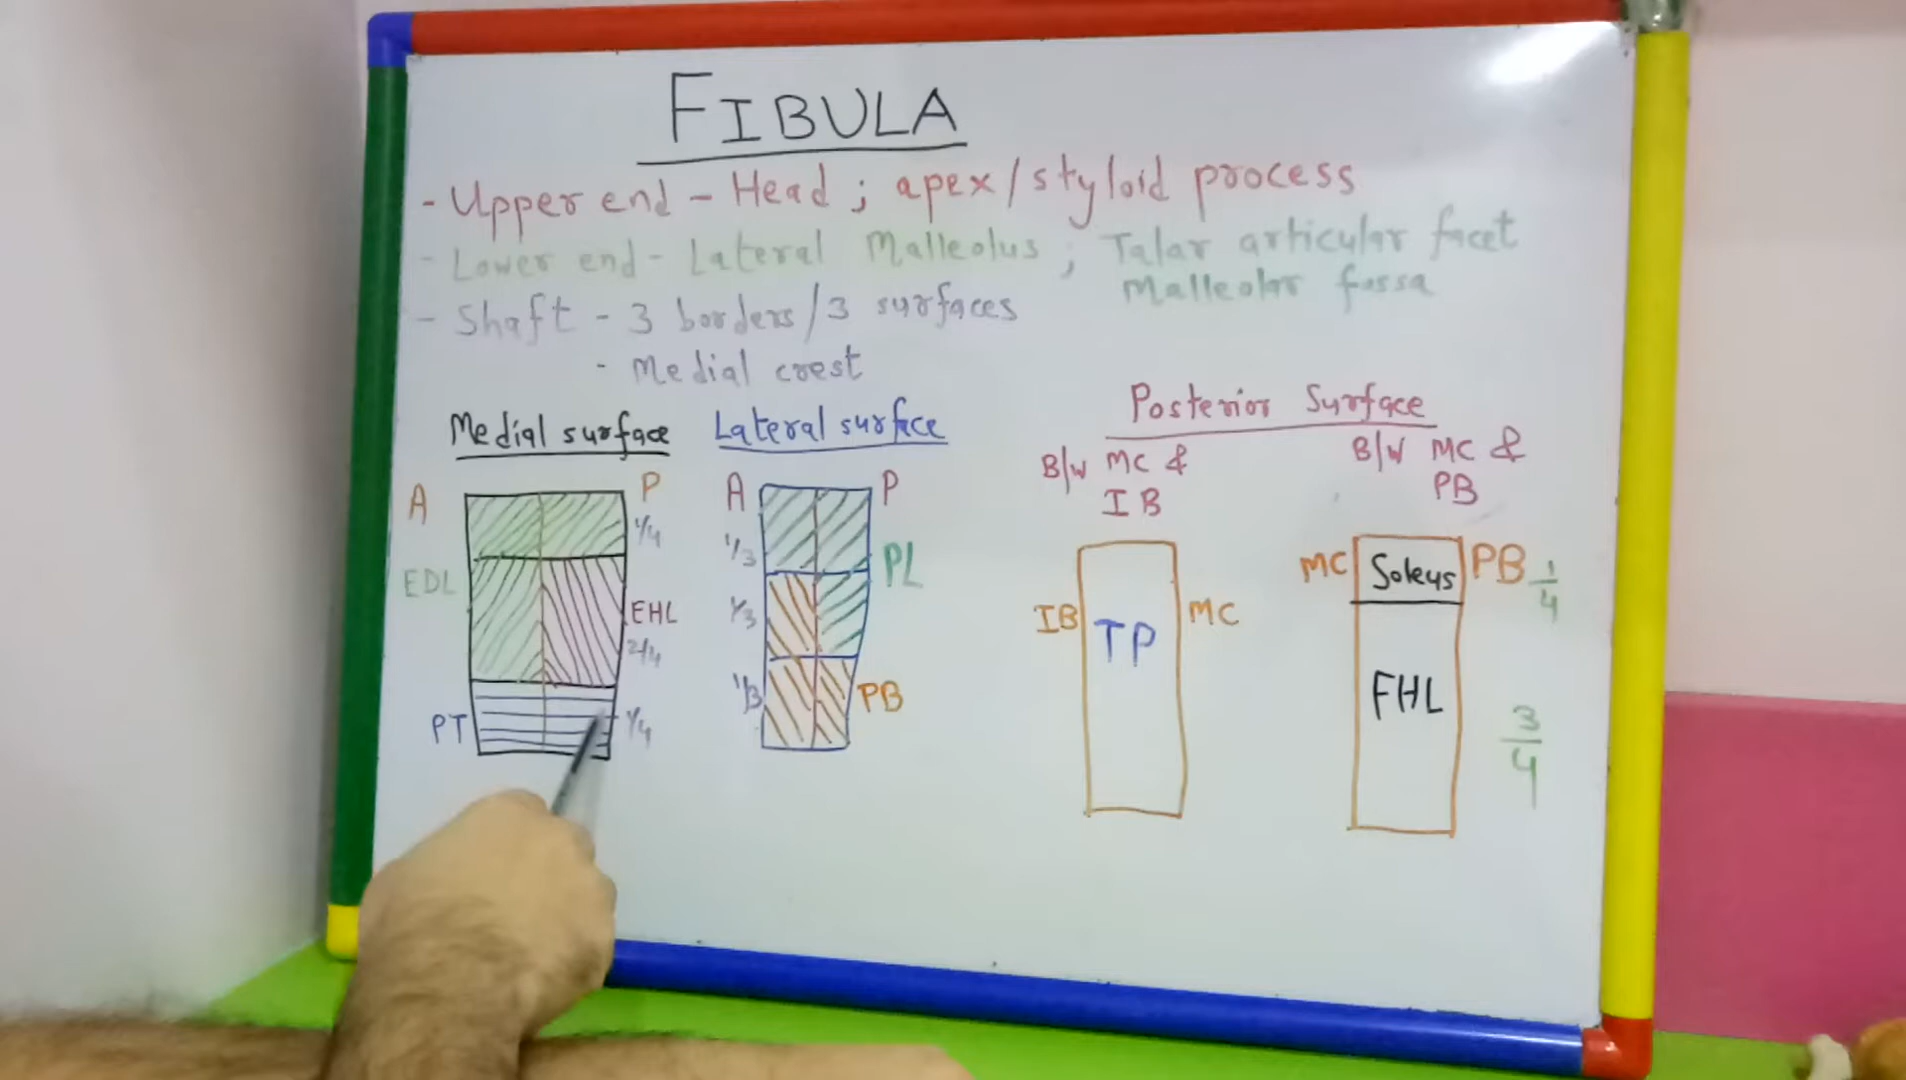 FIBULA
- Upper end - Head ; apex/styloid process
- Lower end - Lateral Malleolus ; Talar articular facet
Malleolar fossa
- Shaft - 3 borders/3 surfaces
- Medial crest
Medial surface
A P
1/4
EDL
EHL
2/4
PT
1/4
Lateral surface
A P
1/3
PL
1/3
1/3
PB
Posterior Surface
B/w MC &
IB
IB TP MC
B/W MC &
PB
MC Soleus PB 1/4
FHL
3/4